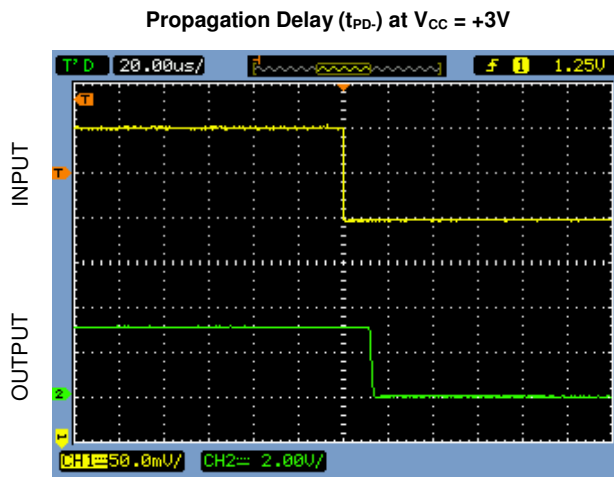 Propagation Delay (tPD-) at VCC = +3V
T'D 20.00us/ f 1 1.25V
T
INPUT
T
OUTPUT
2
1
CH1 50.0mV/ CH2 2.00V/